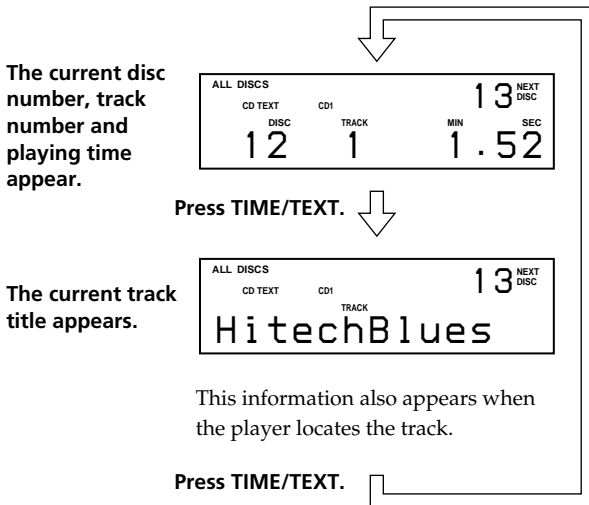 The current disc
number, track
number and
playing time
appear.
ALL DISCS
CD TEXT CD1 13 NEXT DISC
DISC TRACK MIN SEC
12 1 1.52
Press TIME/TEXT.
The current track
title appears.
ALL DISCS
CD TEXT CD1 13 NEXT DISC
TRACK
HitechBlues
This information also appears when
the player locates the track.
Press TIME/TEXT.